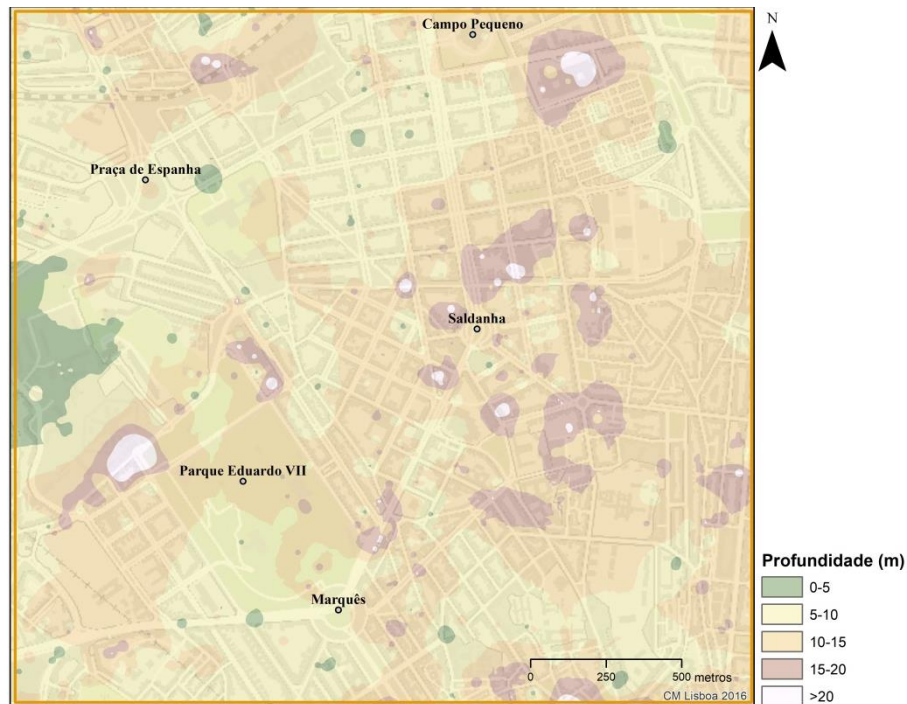 N
Campo Pequeno
Praça de Espanha
Saldanha
Parque Eduardo VII
Marquês
0 250 500 metros
CM Lisboa 2016
Profundidade (m)
0-5
5-10
10-15
15-20
>20